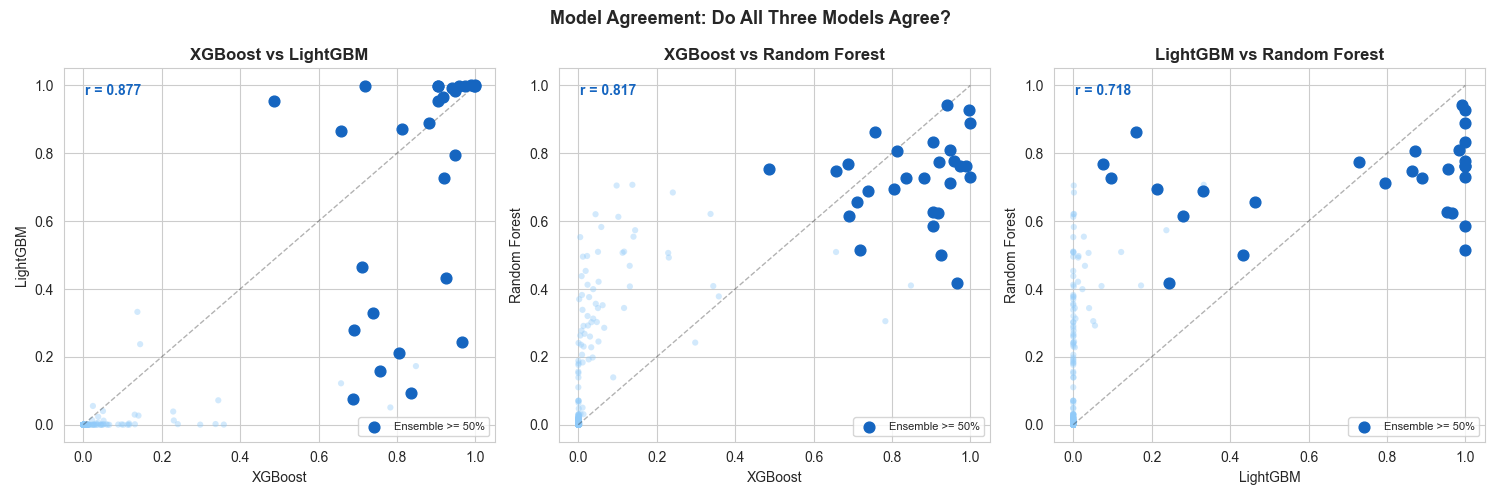 Model Agreement: Do All Three Models Agree?
XGBoost vs LightGBM
r = 0.877
1.0
0.8
0.6
0.4
0.2
0.0
LightGBM
0.0 0.2 0.4 0.6 0.8 1.0
XGBoost
Ensemble >= 50%
XGBoost vs Random Forest
r = 0.817
1.0
0.8
0.6
0.4
0.2
0.0
Random Forest
0.0 0.2 0.4 0.6 0.8 1.0
XGBoost
Ensemble >= 50%
LightGBM vs Random Forest
r = 0.718
1.0
0.8
0.6
0.4
0.2
0.0
Random Forest
0.0 0.2 0.4 0.6 0.8 1.0
LightGBM
Ensemble >= 50%